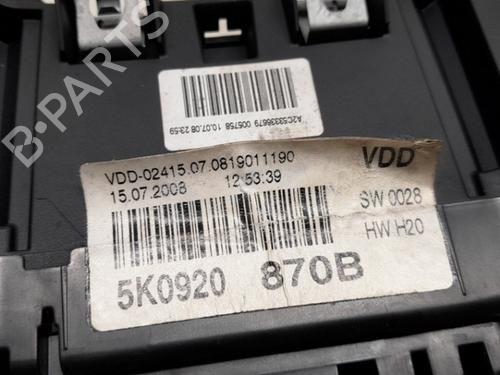 A2C53336679 005758 10.07.08 23:59
VDD-02415.07.0819011190
15.07.2008 12:53:39
VDD
SW 0028
HW H20
5K0920 870B
B-PARTS